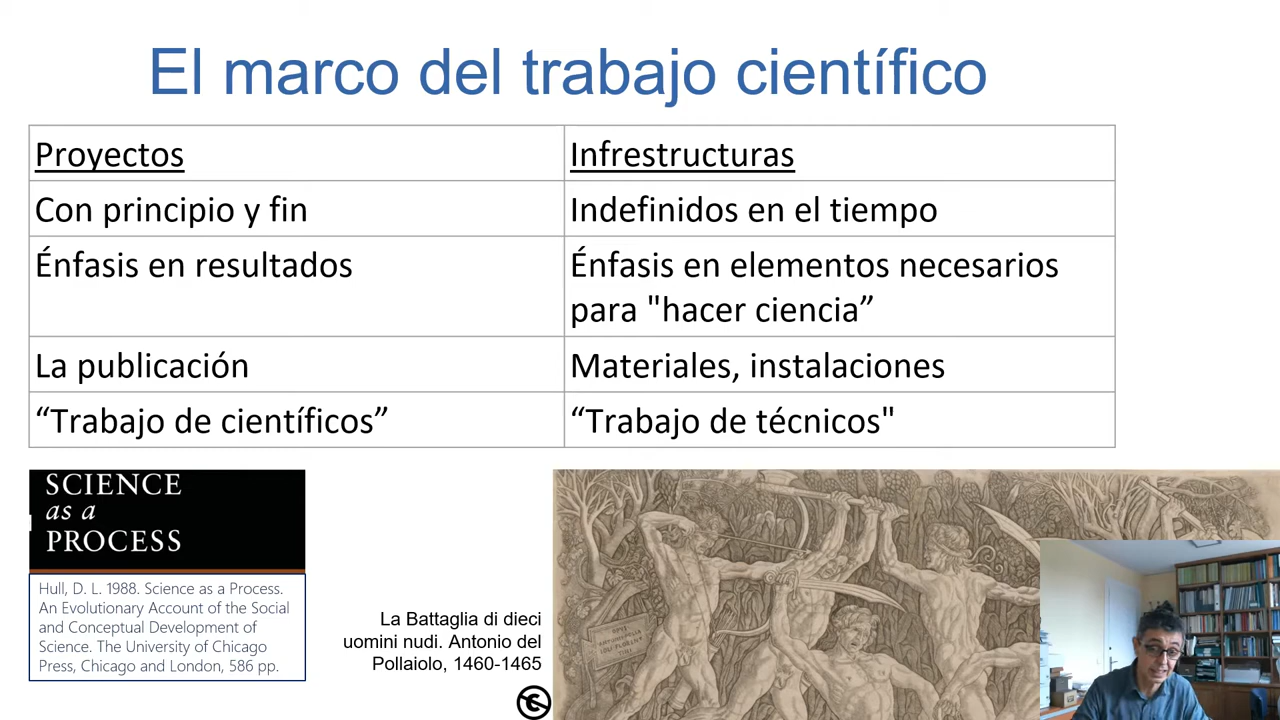 El marco del trabajo científico
Proyectos
Infrestructuras
Con principio y fin
Indefinidos en el tiempo
Énfasis en resultados
Énfasis en elementos necesarios
para "hacer ciencia”
La publicación
Materiales, instalaciones
“Trabajo de científicos”
“Trabajo de técnicos"
SCIENCE
as a
PROCESS
Hull, D. L. 1988. Science as a Process.
An Evolutionary Account of the Social
and Conceptual Development of
Science. The University of Chicago
Press, Chicago and London, 586 pp.
La Battaglia di dieci
uomini nudi. Antonio del
Pollaiolo, 1460-1465